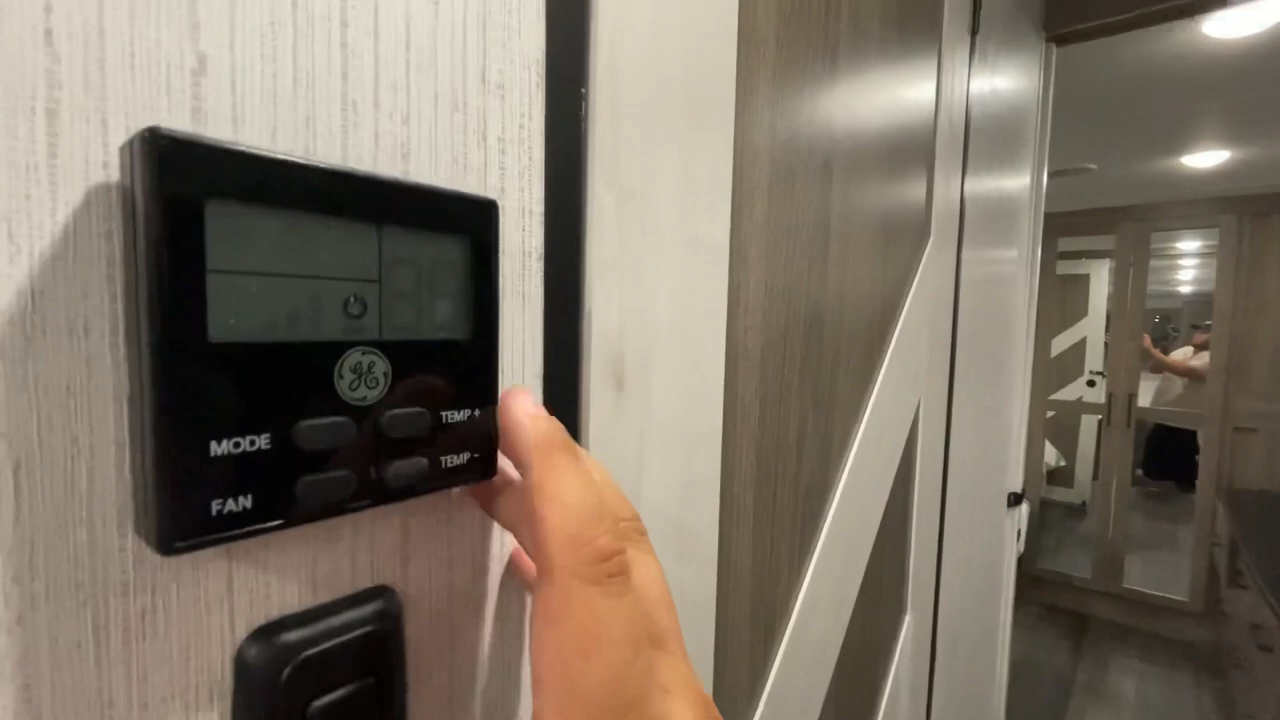 GE
MODE
TEMP +
TEMP -
FAN